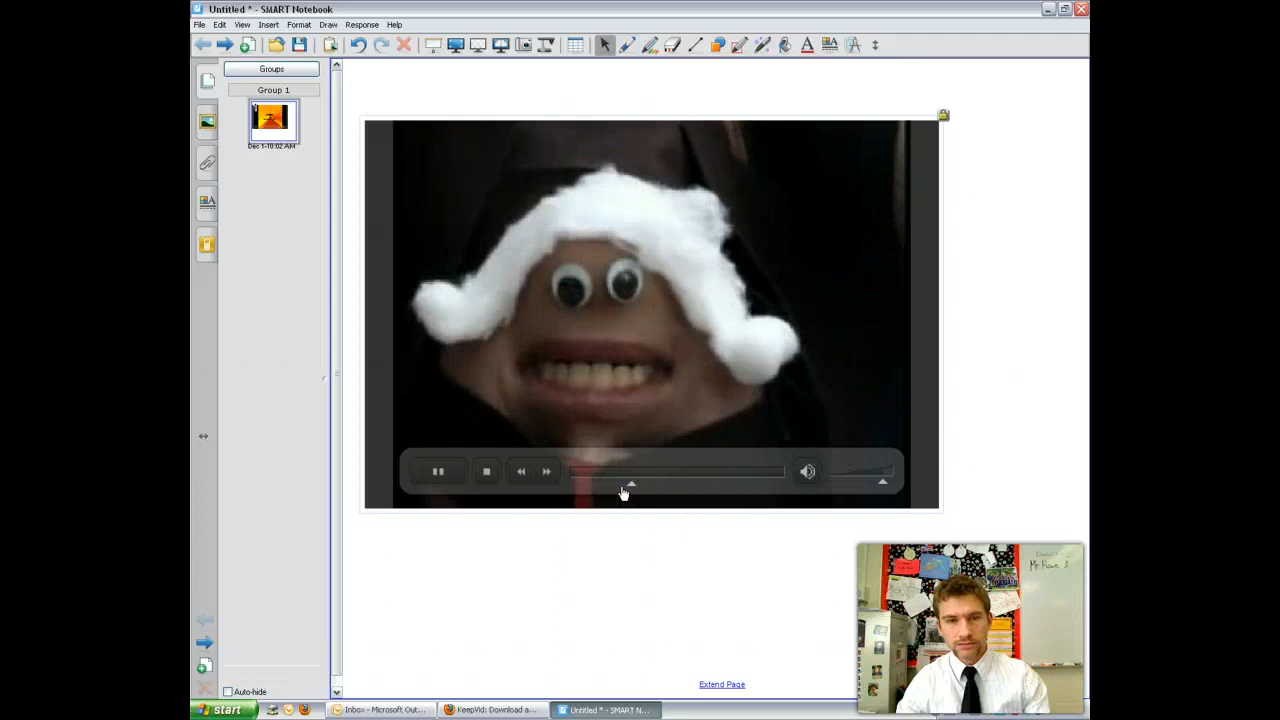 Untitled * - SMART Notebook
File Edit View Insert Format Draw Response Help
Groups
Group 1
Dec 1-10:02 AM
Auto-hide
Extend Page
start
Inbox - Microsoft Out...
KeepVid: Download a...
Untitled * - SMART N...